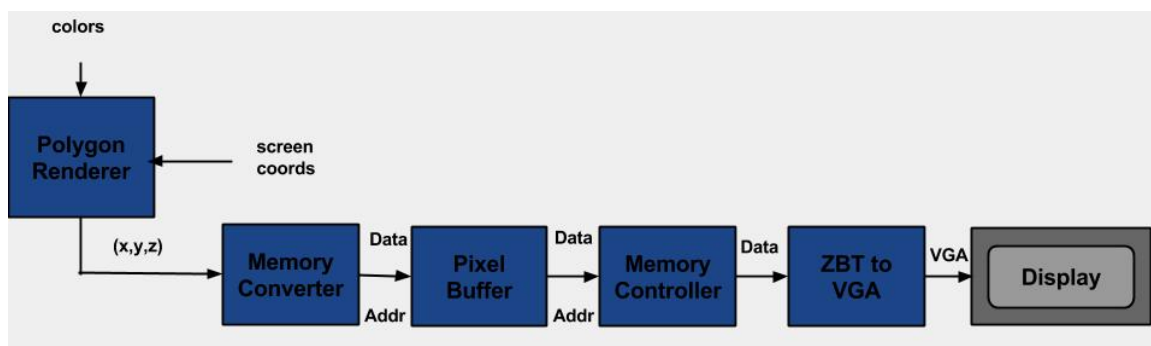 colors
Polygon
Renderer
screen
coords
(x,y,z)
Memory
Converter
Data
Addr
Pixel
Buffer
Data
Addr
Memory
Controller
Data
ZBT to
VGA
VGA
Display